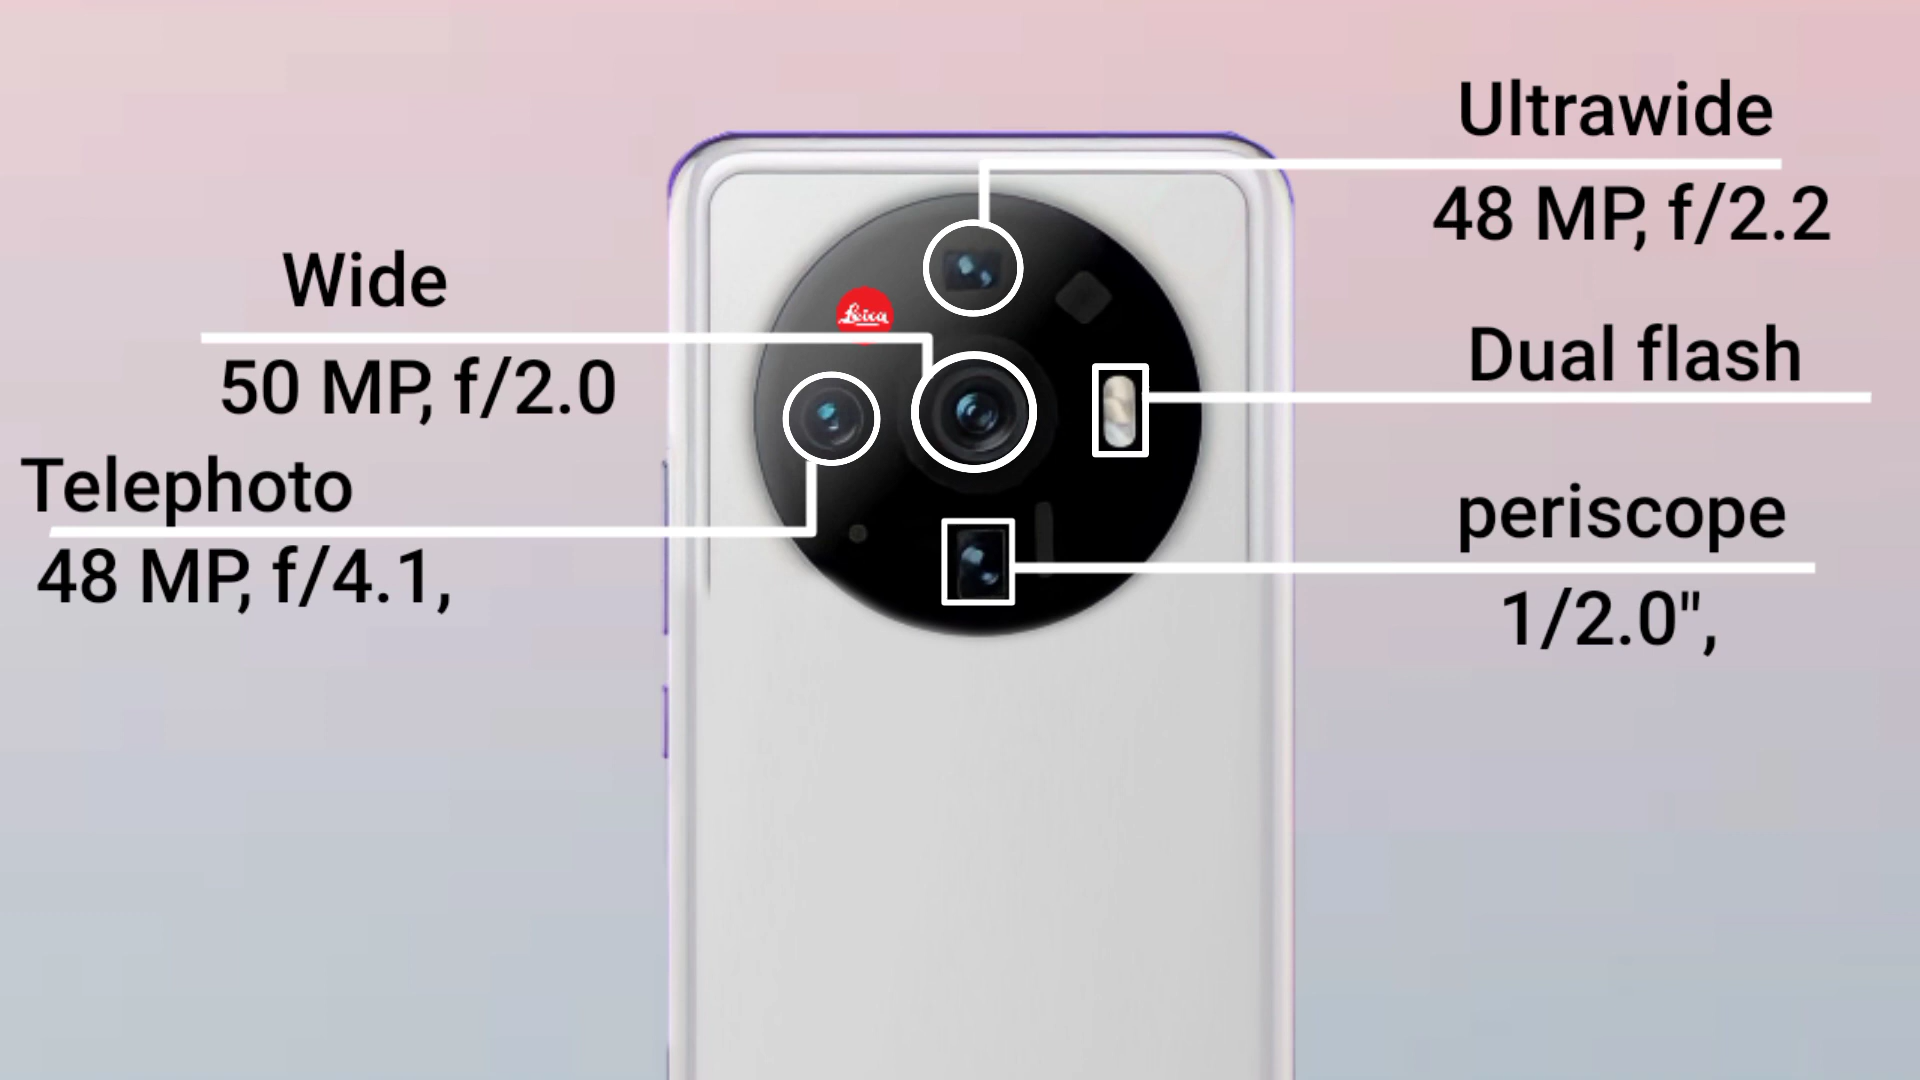 Ultrawide
48 MP, f/2.2
Wide
50 MP, f/2.0
Leica
Dual flash
Telephoto
48 MP, f/4.1,
periscope
1/2.0",